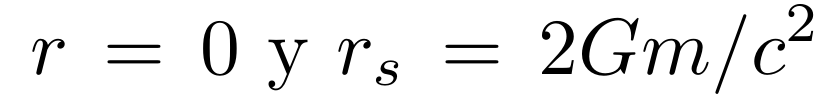 r = 0 y r_s = 2Gm/c^2